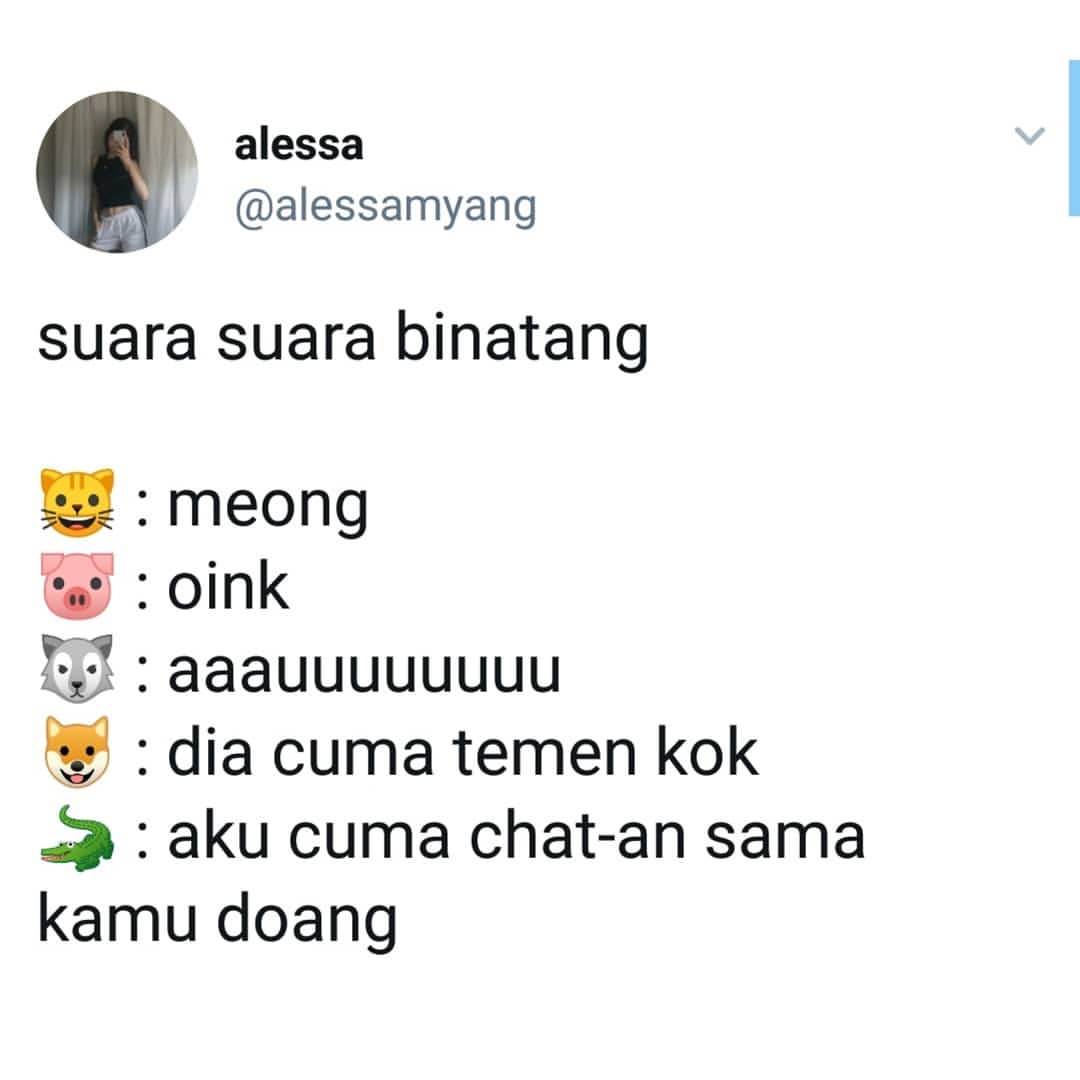 alessa
@alessamyang
suara suara binatang
😺 : meong
🐷 : oink
🐺 : aaauuuuuuuu
🐶 : dia cuma temen kok
🐊 : aku cuma chat-an sama
kamu doang